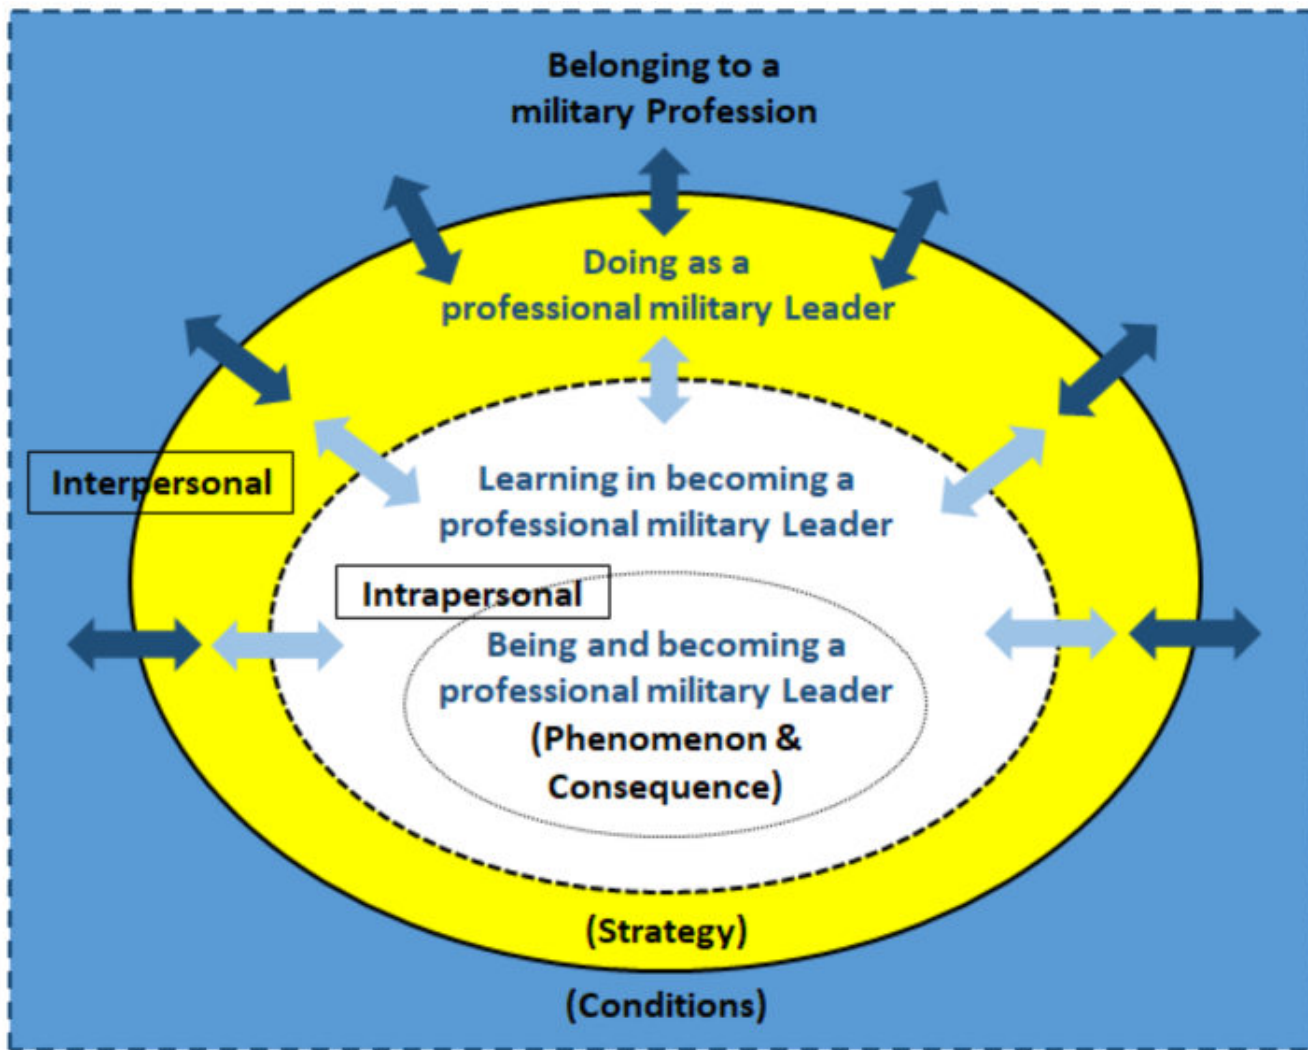 Belonging to a
military Profession
Doing as a
professional military Leader
Interpersonal
Learning in becoming a
professional military Leader
Intrapersonal
Being and becoming a
professional military Leader
(Phenomenon &
Consequence)
(Strategy)
(Conditions)